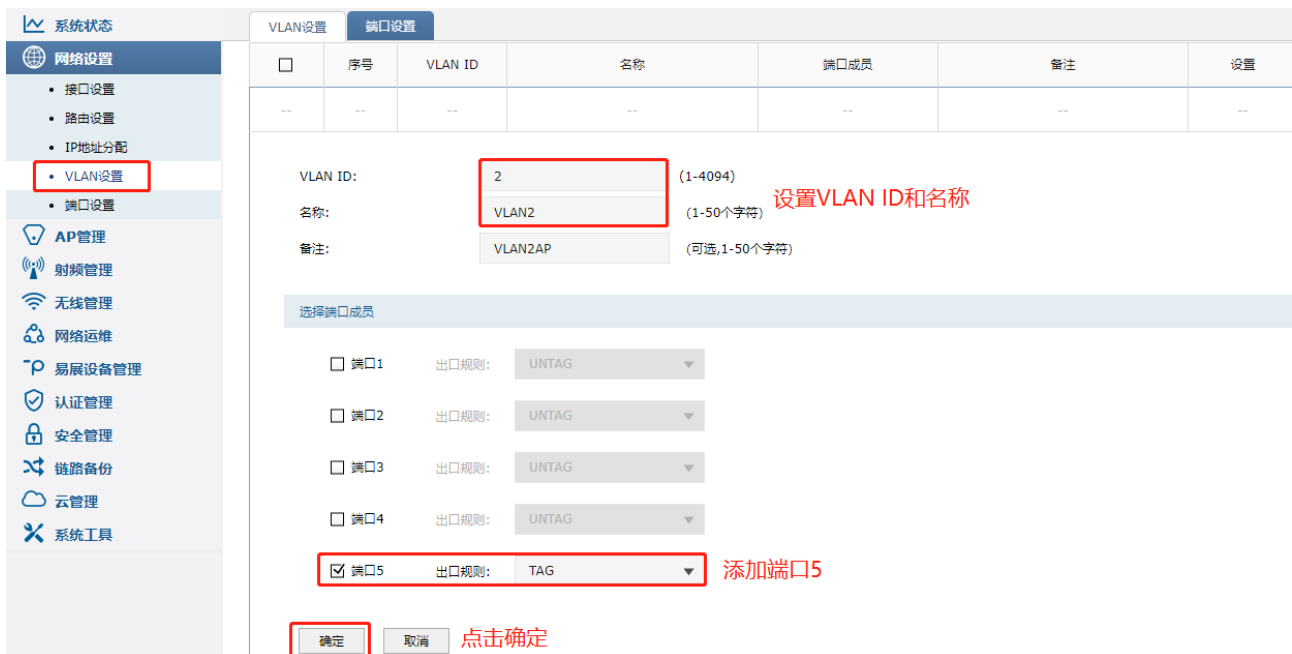 系统状态
网络设置
• 接口设置
• 路由设置
• IP地址分配
• VLAN设置
• 端口设置
AP管理
射频管理
无线管理
网络运维
易展设备管理
认证管理
安全管理
链路备份
云管理
系统工具
VLAN设置 端口设置
序号 VLAN ID 名称 端口成员 备注 设置
-- -- -- -- -- -- --
VLAN ID: 2 (1-4094)
设置VLAN ID和名称
名称: VLAN2 (1-50个字符)
备注: VLAN2AP (可选,1-50个字符)
选择端口成员
端口1 出口规则: UNTAG
端口2 出口规则: UNTAG
端口3 出口规则: UNTAG
端口4 出口规则: UNTAG
端口5 出口规则: TAG 添加端口5
确定 取消 点击确定